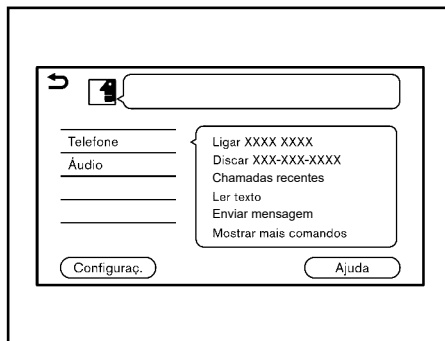 Telefone
Áudio
Ligar XXXX XXXX
Discar XXX-XXX-XXXX
Chamadas recentes
Ler texto
Enviar mensagem
Mostrar mais comandos
Configuraç.
Ajuda